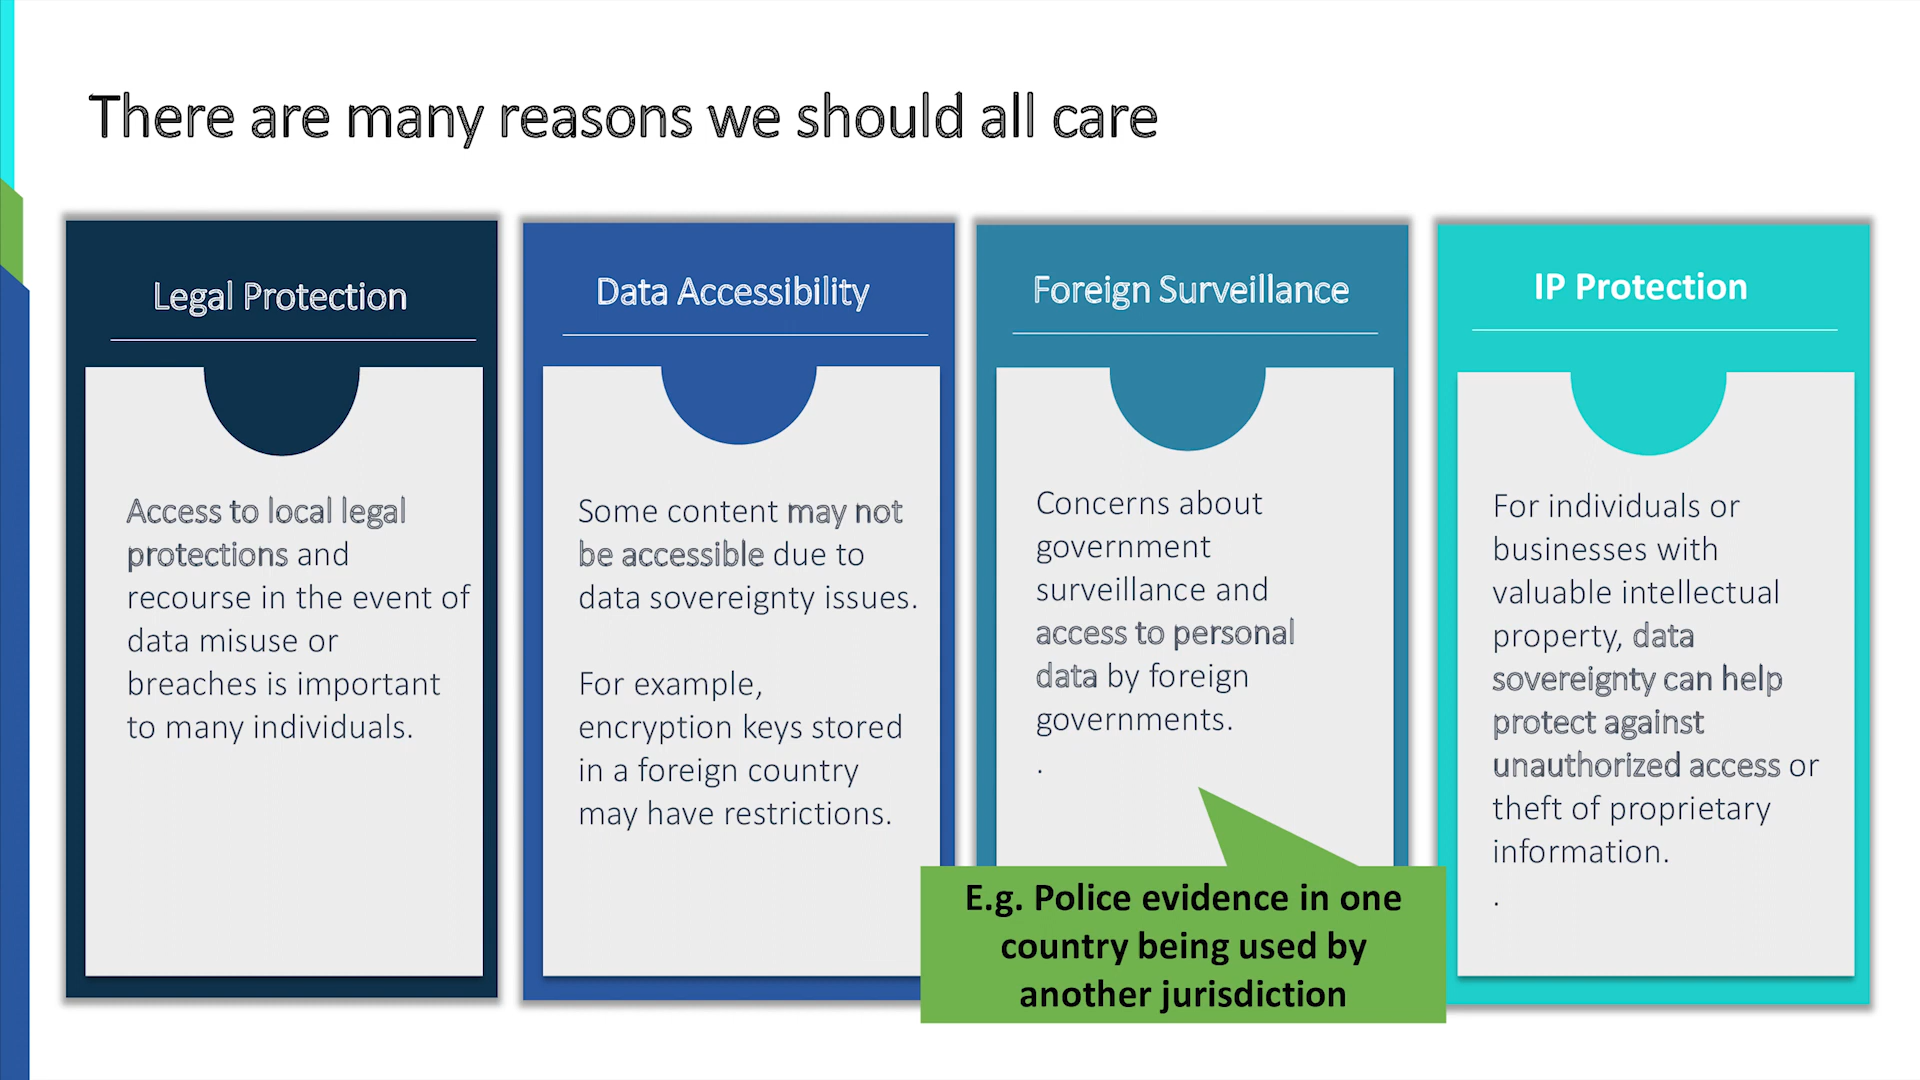 There are many reasons we should all care
Legal Protection
Access to local legal
protections and
recourse in the event of
data misuse or
breaches is important
to many individuals.
Data Accessibility
Some content may not
be accessible due to
data sovereignty issues.
For example,
encryption keys stored
in a foreign country
may have restrictions.
Foreign Surveillance
Concerns about
government
surveillance and
access to personal
data by foreign
governments.
.
E.g. Police evidence in one
country being used by
another jurisdiction
IP Protection
For individuals or
businesses with
valuable intellectual
property, data
sovereignty can help
protect against
unauthorized access or
theft of proprietary
information.
.